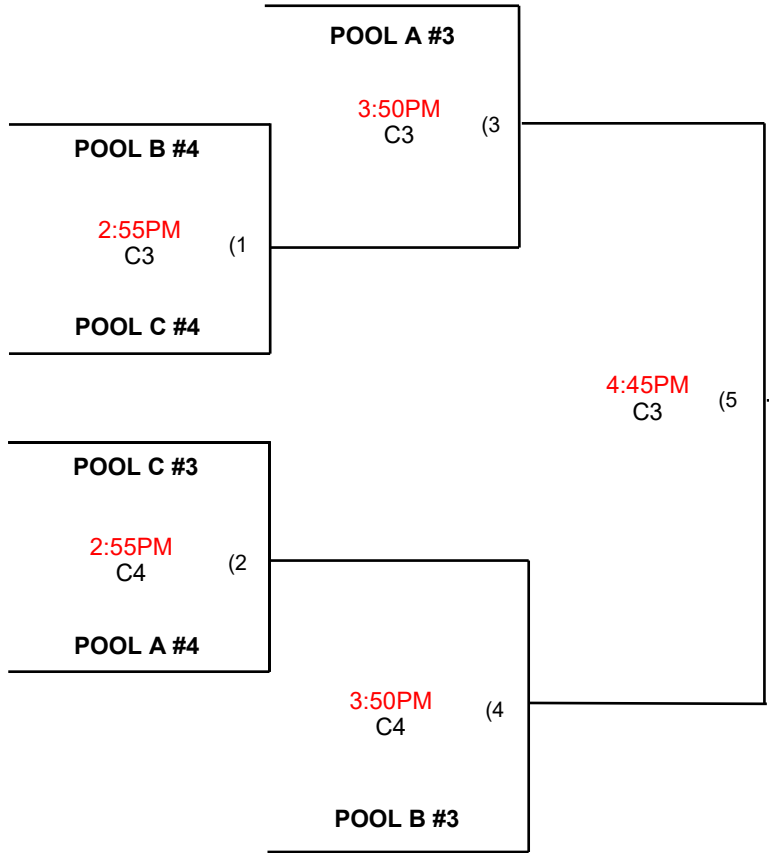 POOL A #3
3:50PM
C3
(3
POOL B #4
2:55PM
C3
(1
POOL C #4
4:45PM
C3
(5
POOL C #3
2:55PM
C4
(2
POOL A #4
3:50PM
C4
(4
POOL B #3